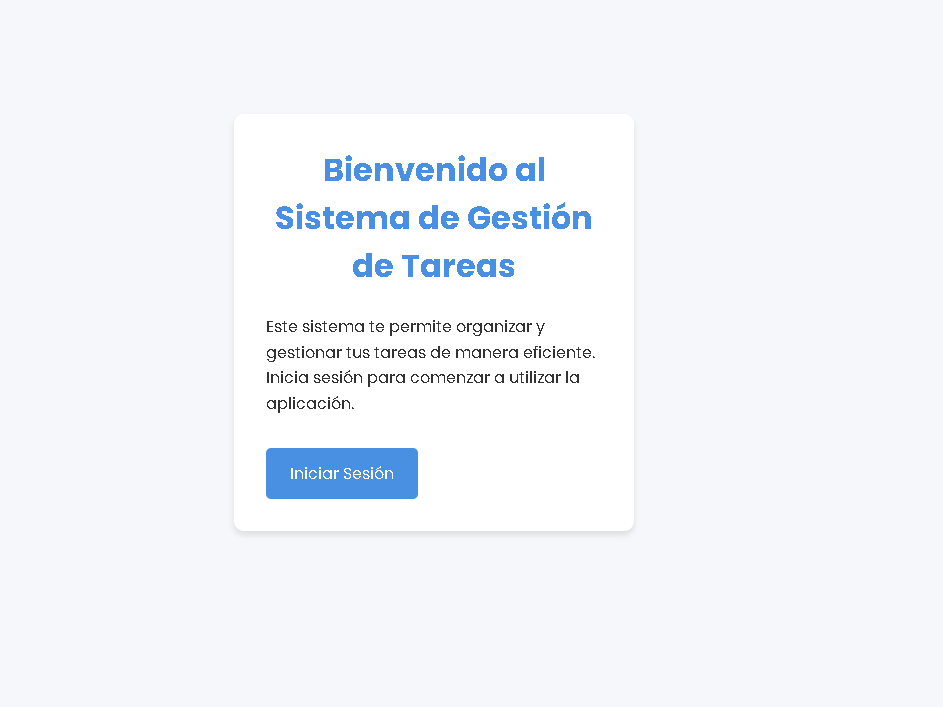 Bienvenido al
Sistema de Gestión
de Tareas
Este sistema te permite organizar y
gestionar tus tareas de manera eficiente.
Inicia sesión para comenzar a utilizar la
aplicación.
Iniciar Sesión